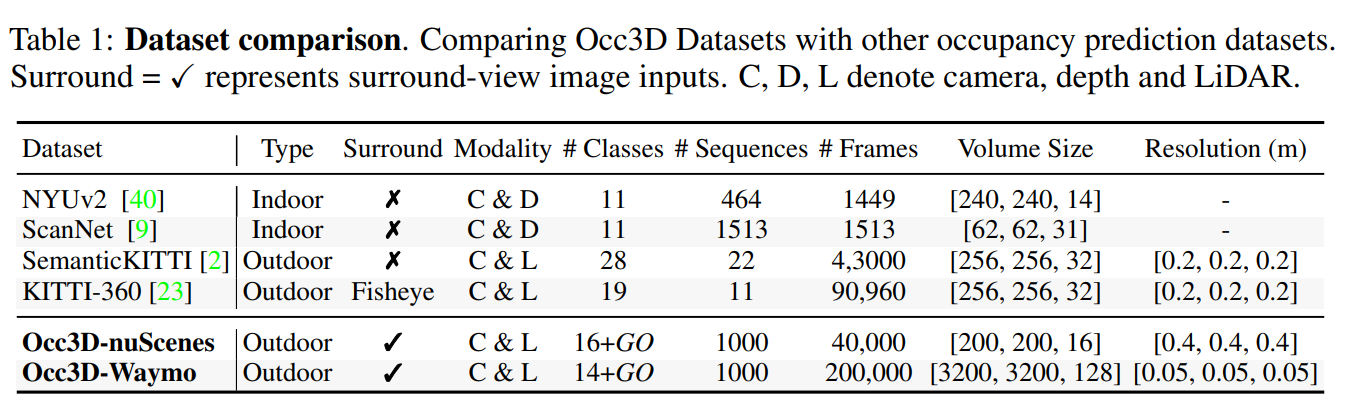 Table 1: Dataset comparison. Comparing Occ3D Datasets with other occupancy prediction datasets.
Surround = ✓ represents surround-view image inputs. C, D, L denote camera, depth and LiDAR.
Dataset Type Surround Modality # Classes # Sequences # Frames Volume Size Resolution (m)
NYUv2 [40] Indoor ✗ C & D 11 464 1449 [240, 240, 14] -
ScanNet [9] Indoor ✗ C & D 11 1513 1513 [62, 62, 31] -
SemanticKITTI [2] Outdoor ✗ C & L 28 22 4,3000 [256, 256, 32] [0.2, 0.2, 0.2]
KITTI-360 [23] Outdoor Fisheye C & L 19 11 90,960 [256, 256, 32] [0.2, 0.2, 0.2]
Occ3D-nuScenes Outdoor ✓ C & L 16+GO 1000 40,000 [200, 200, 16] [0.4, 0.4, 0.4]
Occ3D-Waymo Outdoor ✓ C & L 14+GO 1000 200,000 [3200, 3200, 128] [0.05, 0.05, 0.05]